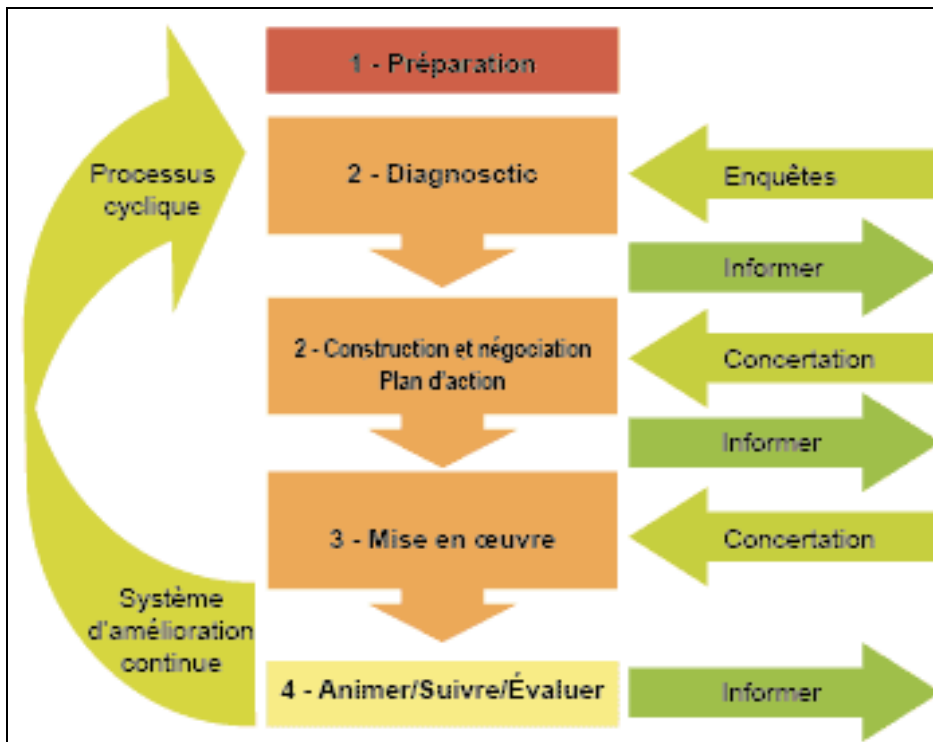 1 - Préparation
Processus
cyclique
2 - Diagnosctic
Enquêtes
Informer
2 - Construction et négociation
Plan d'action
Concertation
Informer
3 - Mise en œuvre
Concertation
Système
d'amélioration
continue
4 - Animer/Suivre/Évaluer
Informer